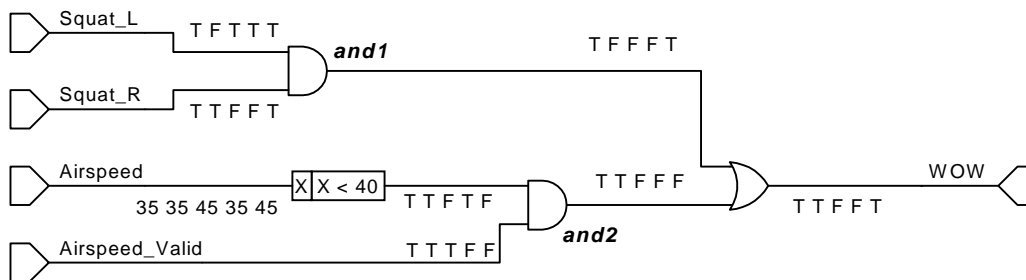 Squat_L
T F T T T
and1
T F F F T
Squat_R
T T F F T
Airspeed
X X < 40
35 35 45 35 45
T T F T F
T T F F F
WOW
T T F F T
and2
Airspeed_Valid
T T T F F